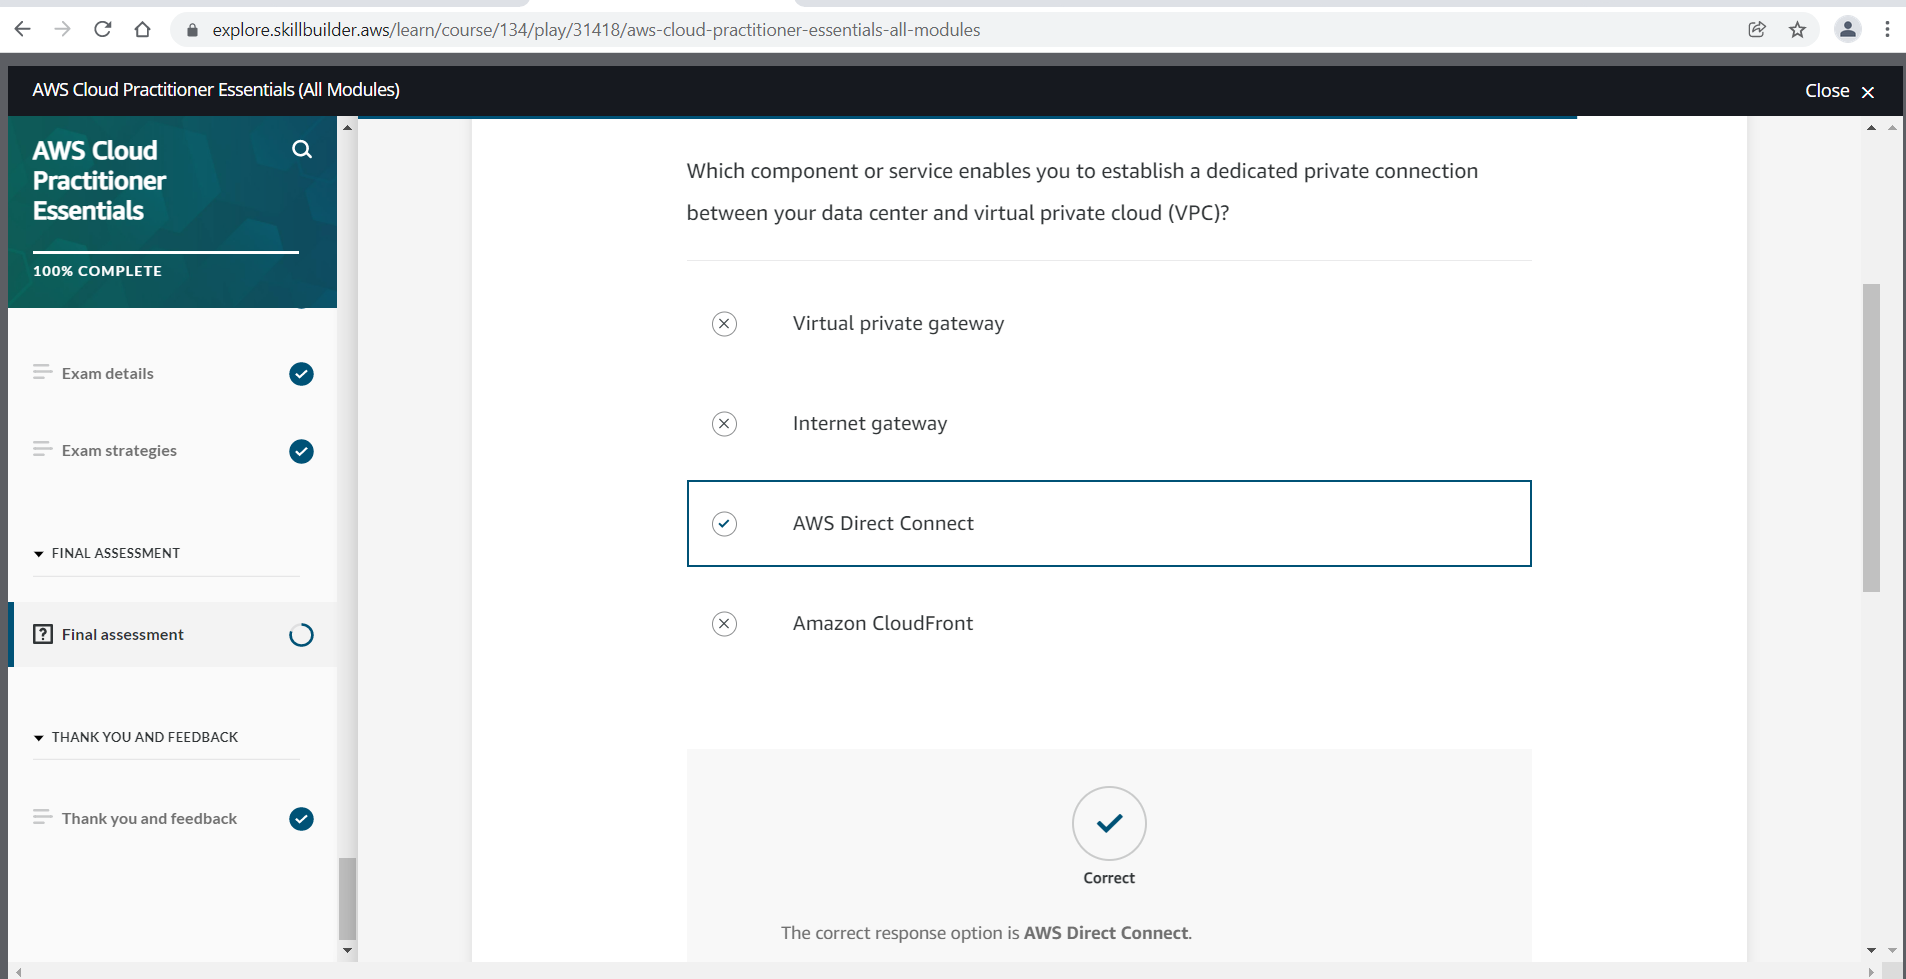 explore.skillbuilder.aws/learn/course/134/play/31418/aws-cloud-practitioner-essentials-all-modules
AWS Cloud Practitioner Essentials (All Modules)
Close
AWS Cloud
Practitioner
Essentials
100% COMPLETE
Exam details
Exam strategies
FINAL ASSESSMENT
Final assessment
THANK YOU AND FEEDBACK
Thank you and feedback
Which component or service enables you to establish a dedicated private connection
between your data center and virtual private cloud (VPC)?
Virtual private gateway
Internet gateway
AWS Direct Connect
Amazon CloudFront
Correct
The correct response option is AWS Direct Connect.